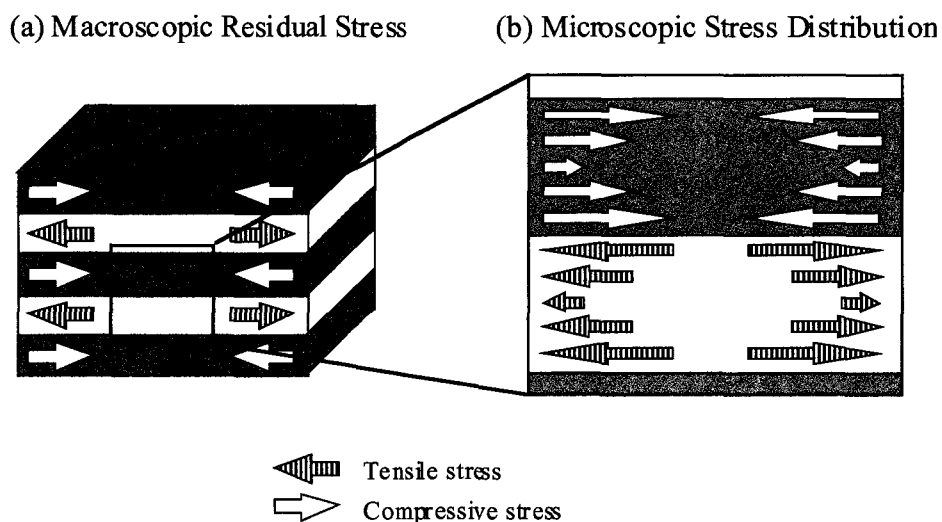 (a) Macroscopic Residual Stress
(b) Microscopic Stress Distribution
Tensile stress
Compressive stress